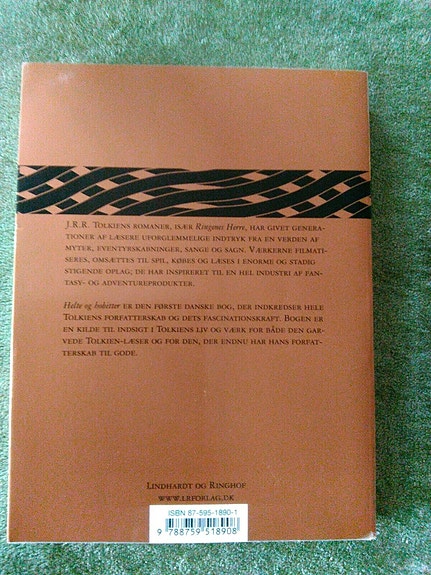 J.R.R. Tolkiens romaner, især Ringenes Herre, har givet genera-
tioner af læsere uforglemmelige indtryk fra en verden af
myter, eventyrskabninger, sange og sagn. Værkerne filmati-
seres, omsættes til spil, købes og læses i enorme og stadig
stigende oplag; de har inspireret til en hel industri af fan-
tasy- og adventureprodukter.
Helte og hobitter er den første danske bog, der indkredser hele
Tolkiens forfatterskab og dets fascinationskraft. Bogen er
en kilde til indsigt i Tolkiens liv og værk for både den gar-
vede Tolkien-læser og for den, der endnu har hans forfat-
terskab til gode.
Lindhardt og Ringhof
www.lrforlag.dk
ISBN 87-595-1890-1
9 788759 518908